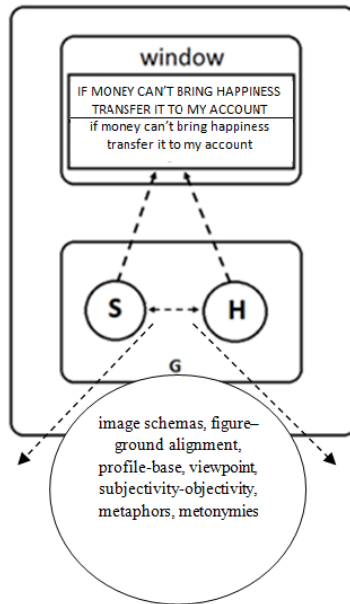 window
IF MONEY CAN'T BRING HAPPINESS
TRANSFER IT TO MY ACCOUNT
if money can't bring happiness
transfer it to my account
S
H
G
image schemas, figure–
ground alignment,
profile-base, viewpoint,
subjectivity-objectivity,
metaphors, metonymies